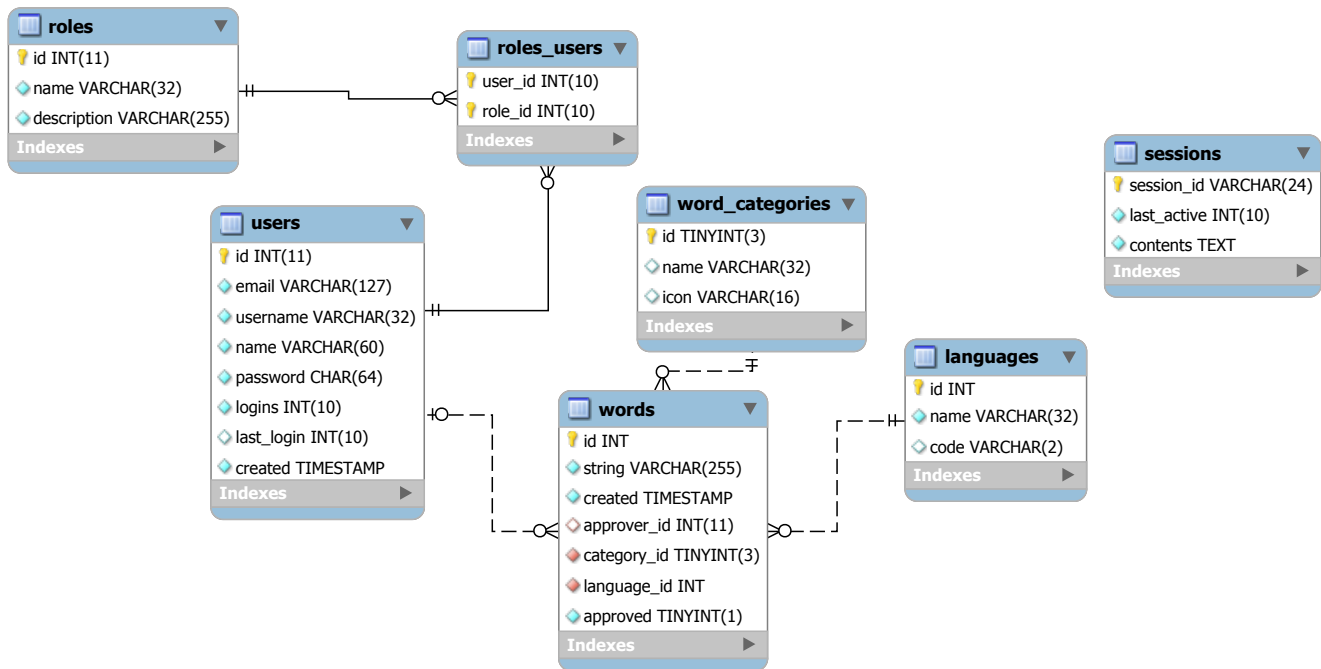 roles
id INT(11)
name VARCHAR(32)
description VARCHAR(255)
Indexes
roles_users
user_id INT(10)
role_id INT(10)
Indexes
sessions
session_id VARCHAR(24)
last_active INT(10)
contents TEXT
Indexes
users
id INT(11)
email VARCHAR(127)
username VARCHAR(32)
name VARCHAR(60)
password CHAR(64)
logins INT(10)
last_login INT(10)
created TIMESTAMP
Indexes
word_categories
id TINYINT(3)
name VARCHAR(32)
icon VARCHAR(16)
Indexes
languages
id INT
name VARCHAR(32)
code VARCHAR(2)
Indexes
words
id INT
string VARCHAR(255)
created TIMESTAMP
approver_id INT(11)
category_id TINYINT(3)
language_id INT
approved TINYINT(1)
Indexes